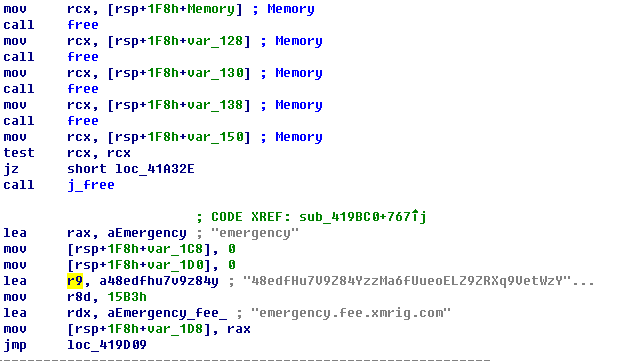 mov rcx, [rsp+1F8h+Memory] ; Memory
call free
mov rcx, [rsp+1F8h+var_128] ; Memory
call free
mov rcx, [rsp+1F8h+var_130] ; Memory
call free
mov rcx, [rsp+1F8h+var_138] ; Memory
call free
mov rcx, [rsp+1F8h+var_150] ; Memory
test rcx, rcx
jz short loc_41A32E
call j_free
; CODE XREF: sub_419BC0+767↑j
lea rax, aEmergency ; "emergency"
mov [rsp+1F8h+var_1C8], 0
mov [rsp+1F8h+var_1D0], 0
lea r9, a48edfhu7v9z84y ; "48edfHu7V9Z84YzzMa6fUueoELZ9ZRXq9VetWzY"...
mov r8d, 15B3h
lea rdx, aEmergency_fee_ ; "emergency.fee.xmrig.com"
mov [rsp+1F8h+var_1D8], rax
jmp loc_419D09